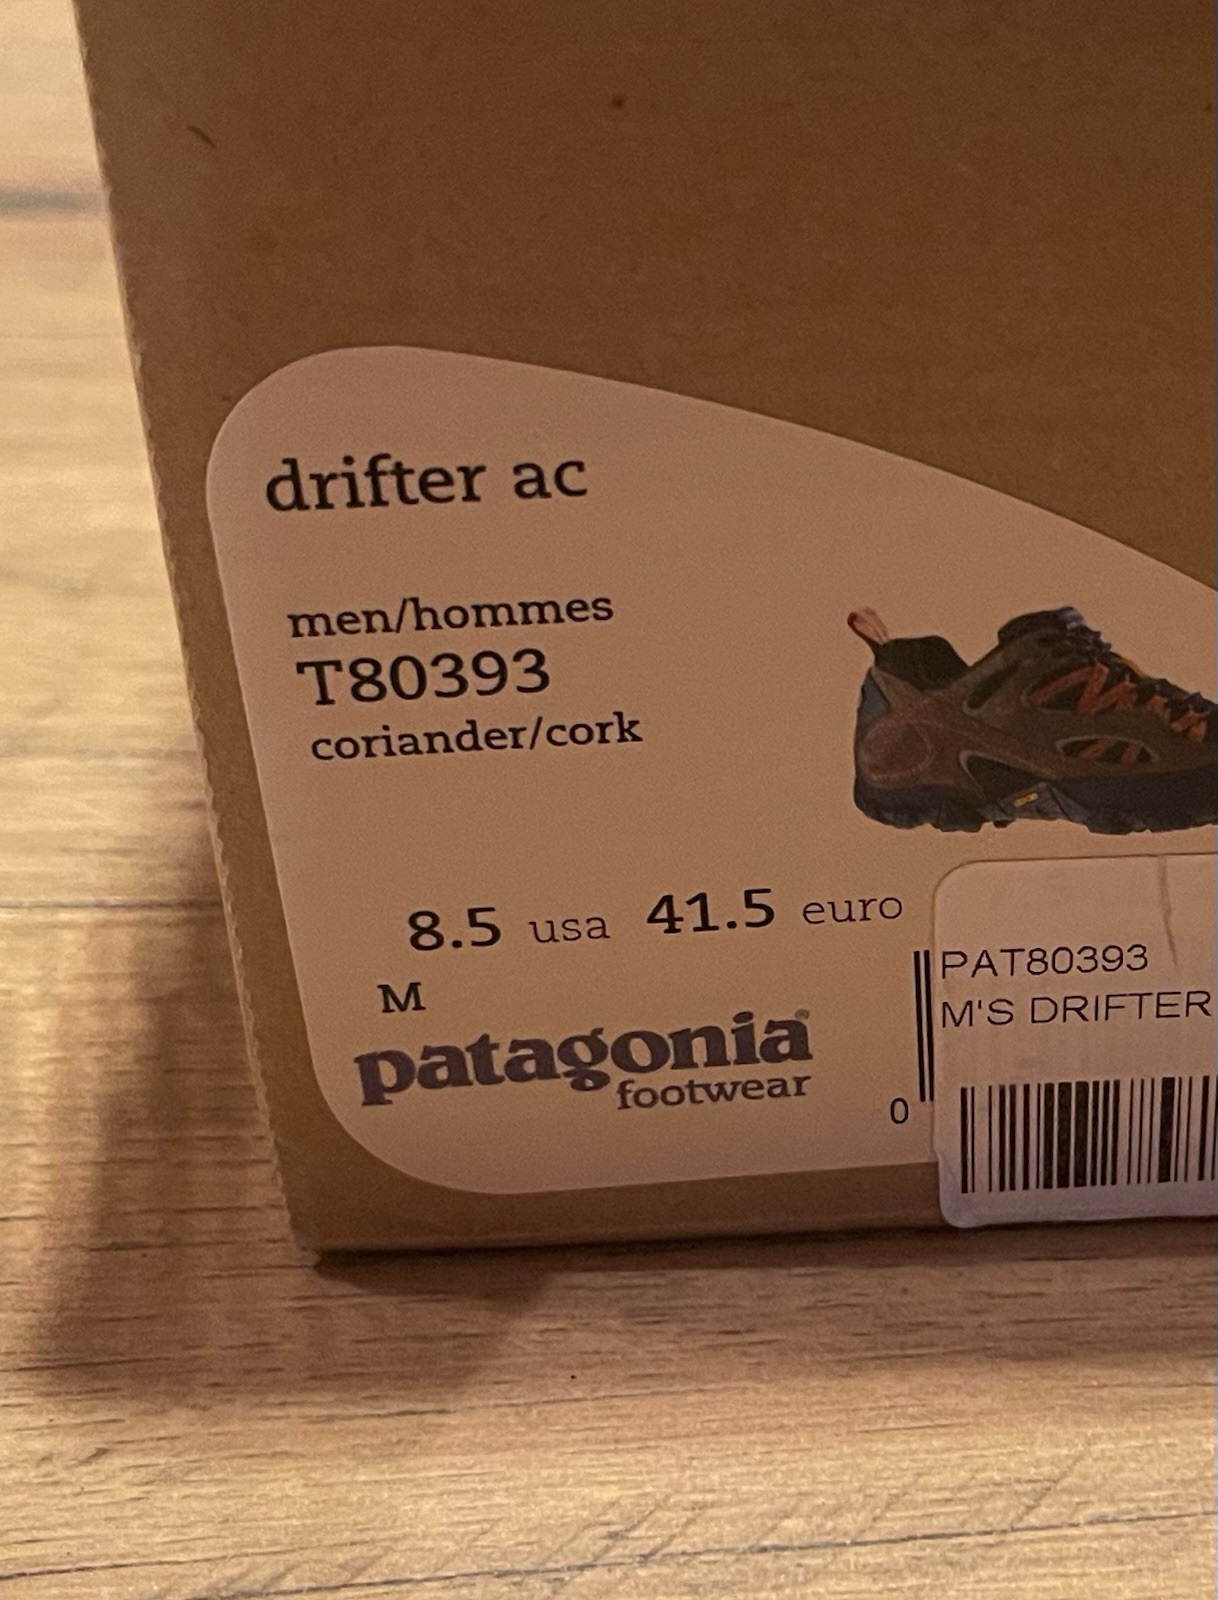 drifter ac
men/hommes
T80393
coriander/cork
8.5 usa 41.5 euro
M
patagonia®
footwear
0
PAT80393
M'S DRIFTER